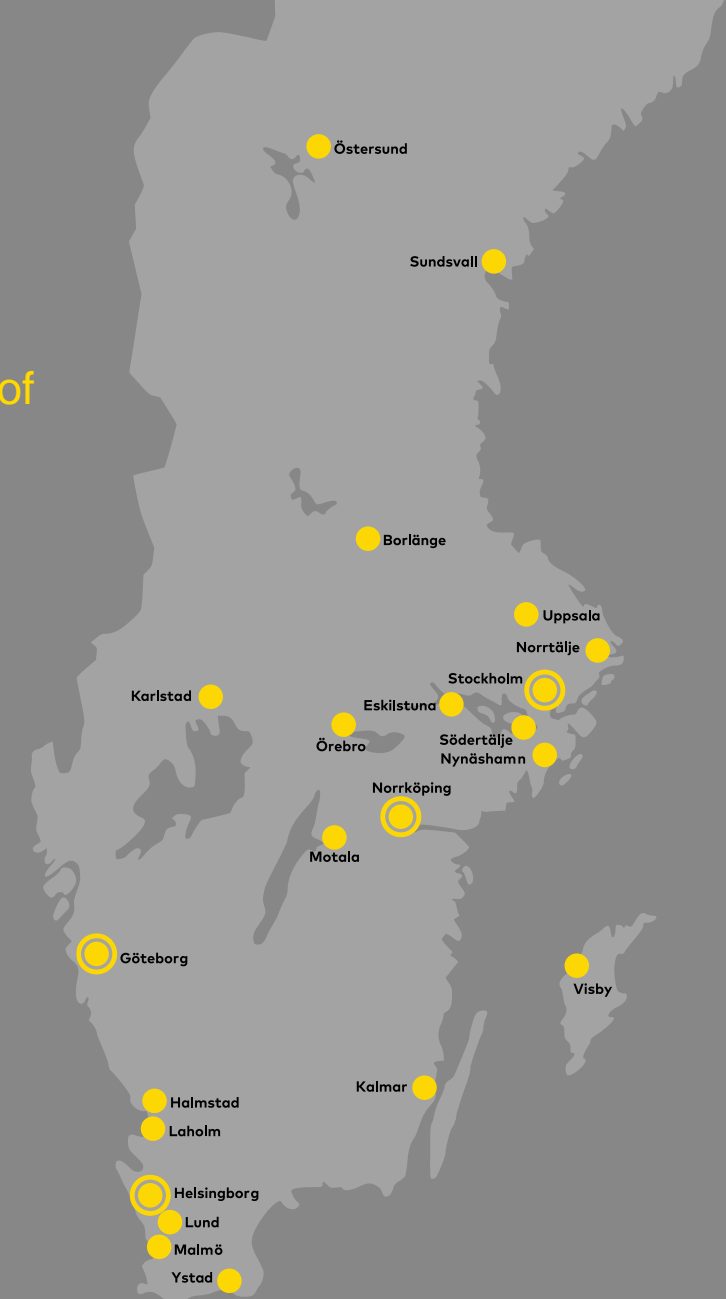 Östersund
Sundsvall
of
Borlänge
Uppsala
Norrtälje
Stockholm
Karlstad
Eskilstuna
Örebro
Södertälje
Nynäshamn
Norrköping
Motala
Göteborg
Visby
Kalmar
Halmstad
Laholm
Helsingborg
Lund
Malmö
Ystad